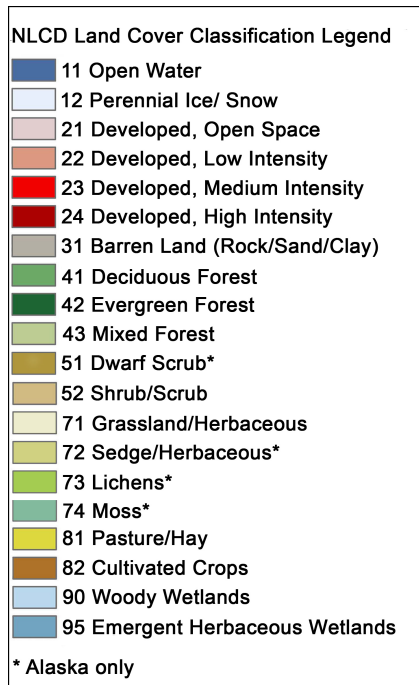 NLCD Land Cover Classification Legend
11 Open Water
12 Perennial Ice/ Snow
21 Developed, Open Space
22 Developed, Low Intensity
23 Developed, Medium Intensity
24 Developed, High Intensity
31 Barren Land (Rock/Sand/Clay)
41 Deciduous Forest
42 Evergreen Forest
43 Mixed Forest
51 Dwarf Scrub*
52 Shrub/Scrub
71 Grassland/Herbaceous
72 Sedge/Herbaceous*
73 Lichens*
74 Moss*
81 Pasture/Hay
82 Cultivated Crops
90 Woody Wetlands
95 Emergent Herbaceous Wetlands
* Alaska only